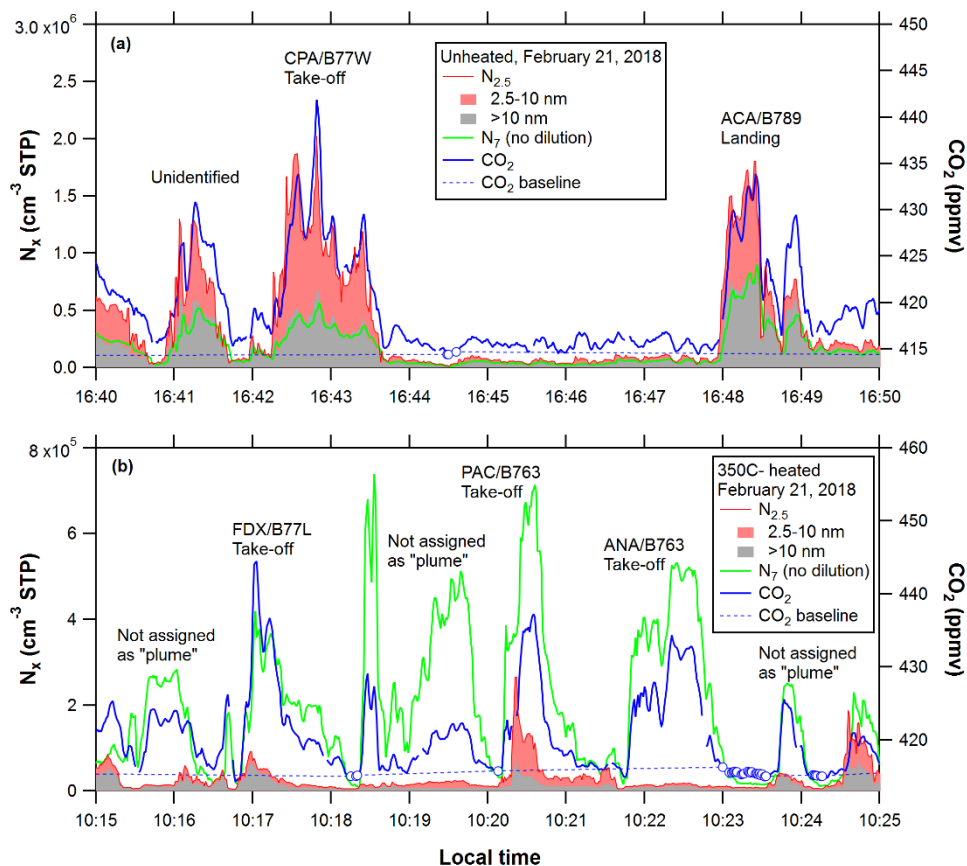 3.0 x10⁶
2.5
2.0
1.5
1.0
0.5
0.0
Nₓ (cm⁻³ STP)
(a)
Unidentified
CPA/B77W
Take-off
Unheated, February 21, 2018
N₂.₅
2.5-10 nm
>10 nm
N₇ (no dilution)
CO₂
CO₂ baseline
ACA/B789
Landing
450
445
440
435
430
425
420
415
CO₂ (ppmv)
16:40
16:41
16:42
16:43
16:44
16:45
16:46
16:47
16:48
16:49
16:50
8 x10⁵
6
4
2
0
Nₓ (cm⁻³ STP)
(b)
Not assigned
as "plume"
FDX/B77L
Take-off
Not assigned
as "plume"
PAC/B763
Take-off
ANA/B763
Take-off
350C- heated
February 21, 2018
N₂.₅
2.5-10 nm
>10 nm
N₇ (no dilution)
CO₂
CO₂ baseline
Not assigned
as "plume"
460
450
440
430
420
CO₂ (ppmv)
10:15
10:16
10:17
10:18
10:19
10:20
10:21
10:22
10:23
10:24
10:25
Local time